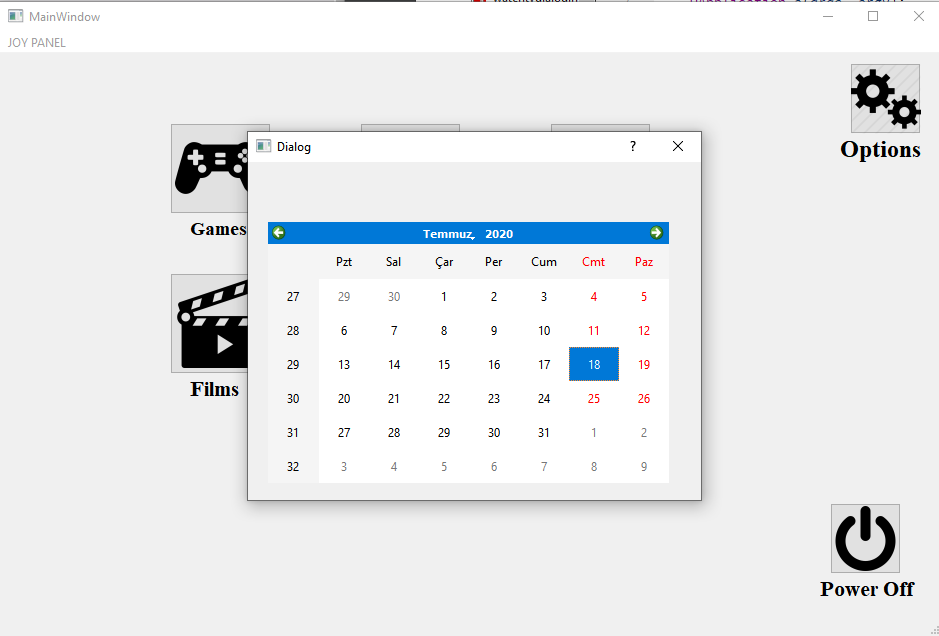 MainWindow
JOY PANEL
Options
Dialog
?
Games
Temmuz, 2020
Pzt Sal Çar Per Cum Cmt Paz
27 29 30 1 2 3 4 5
28 6 7 8 9 10 11 12
29 13 14 15 16 17 18 19
30 20 21 22 23 24 25 26
31 27 28 29 30 31 1 2
32 3 4 5 6 7 8 9
Films
Power Off